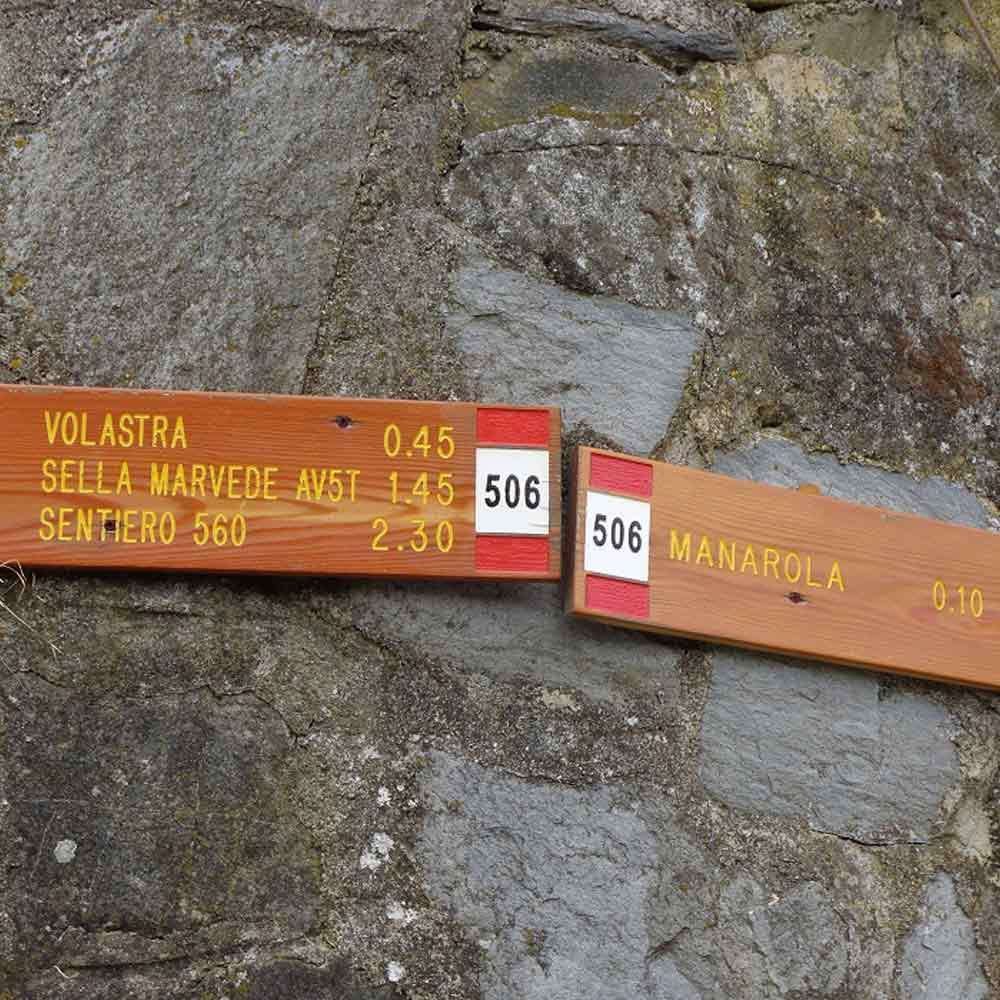 VOLASTRA 0.45
SELLA MARVEDE AV5T 1.45
SENTIERO 560 2.30
506
506
MANAROLA 0.10